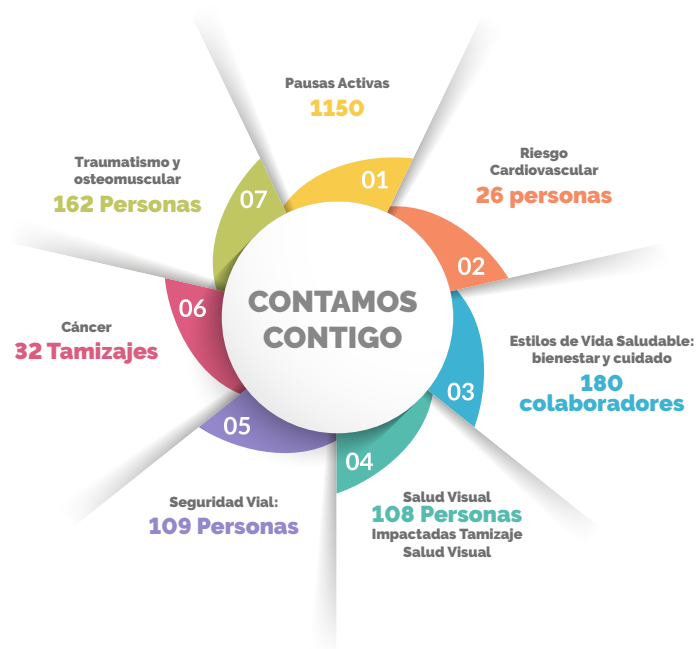 CONTAMOS
CONTIGO
01
Pausas Activas
1150
02
Riesgo
Cardiovascular
26 personas
03
Estilos de Vida Saludable:
bienestar y cuidado
180
colaboradores
04
Salud Visual
108 Personas
Impactadas Tamizaje
Salud Visual
05
Seguridad Vial:
109 Personas
06
Cáncer
32 Tamizajes
07
Traumatismo y
osteomuscular
162 Personas